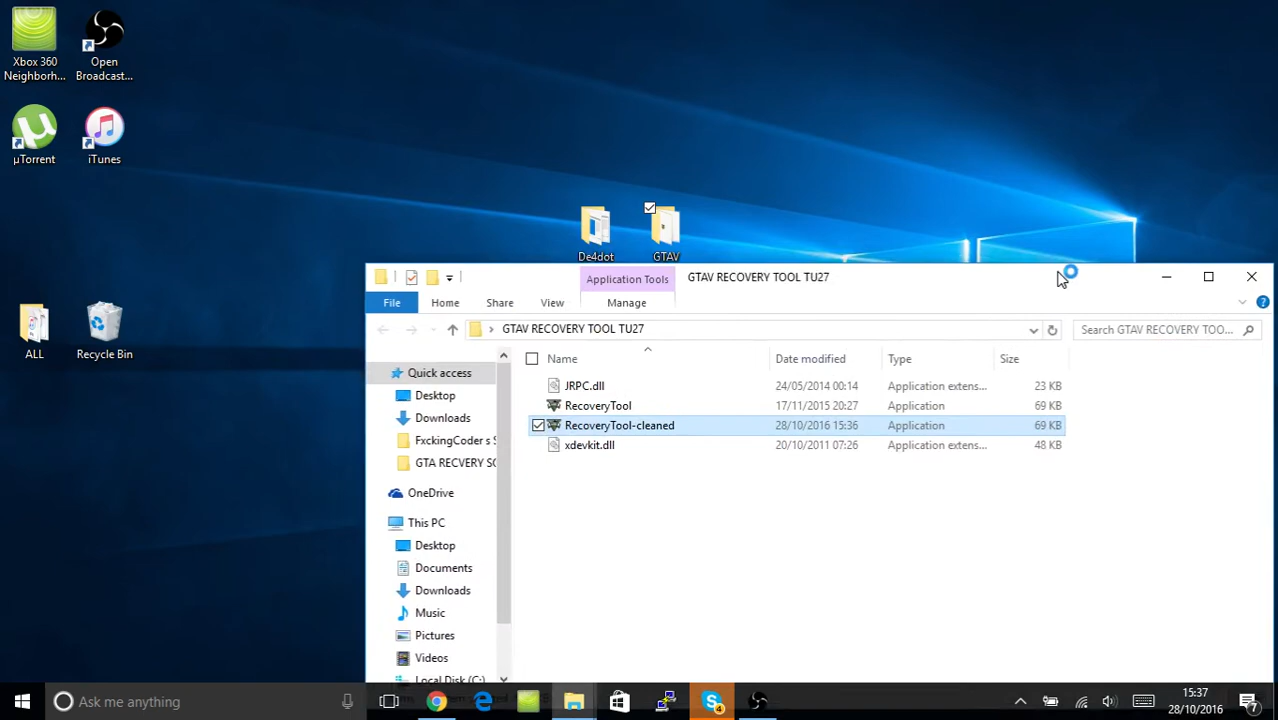 Xbox 360
Neighborh...
Open
Broadcast...
µTorrent
iTunes
De4dot
GTAV
ALL
Recycle Bin
Application Tools
GTAV RECOVERY TOOL TU27
File
Home
Share
View
Manage
GTAV RECOVERY TOOL TU27
Search GTAV RECOVERY TOO...
Name
Date modified
Type
Size
JRPC.dll
24/05/2014 00:14
Application extens...
23 KB
RecoveryTool
17/11/2015 20:27
Application
69 KB
RecoveryTool-cleaned
28/10/2016 15:36
Application
69 KB
xdevkit.dll
20/10/2011 07:26
Application extens...
48 KB
Quick access
Desktop
Downloads
FxckingCoder s S
GTA RECVERY SO
OneDrive
This PC
Desktop
Documents
Downloads
Music
Pictures
Videos
Local Disk (C:)
Ask me anything
4
15:37
28/10/2016
7